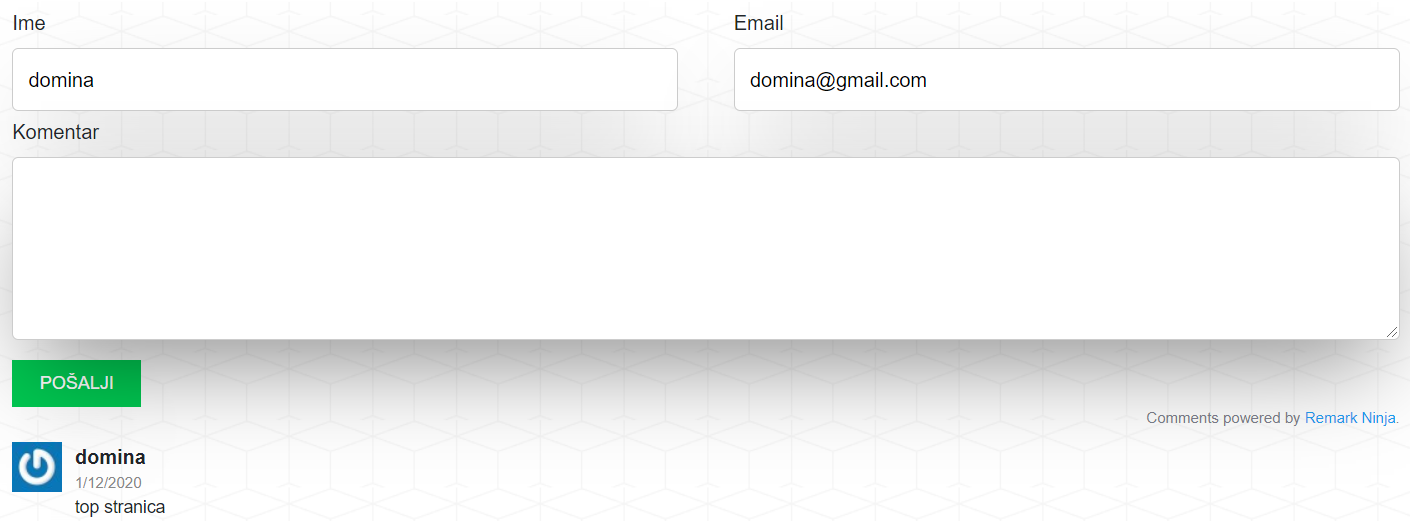 Ime
Email
domina
domina@gmail.com
Komentar
POŠALJI
Comments powered by Remark Ninja.
domina
1/12/2020
top stranica